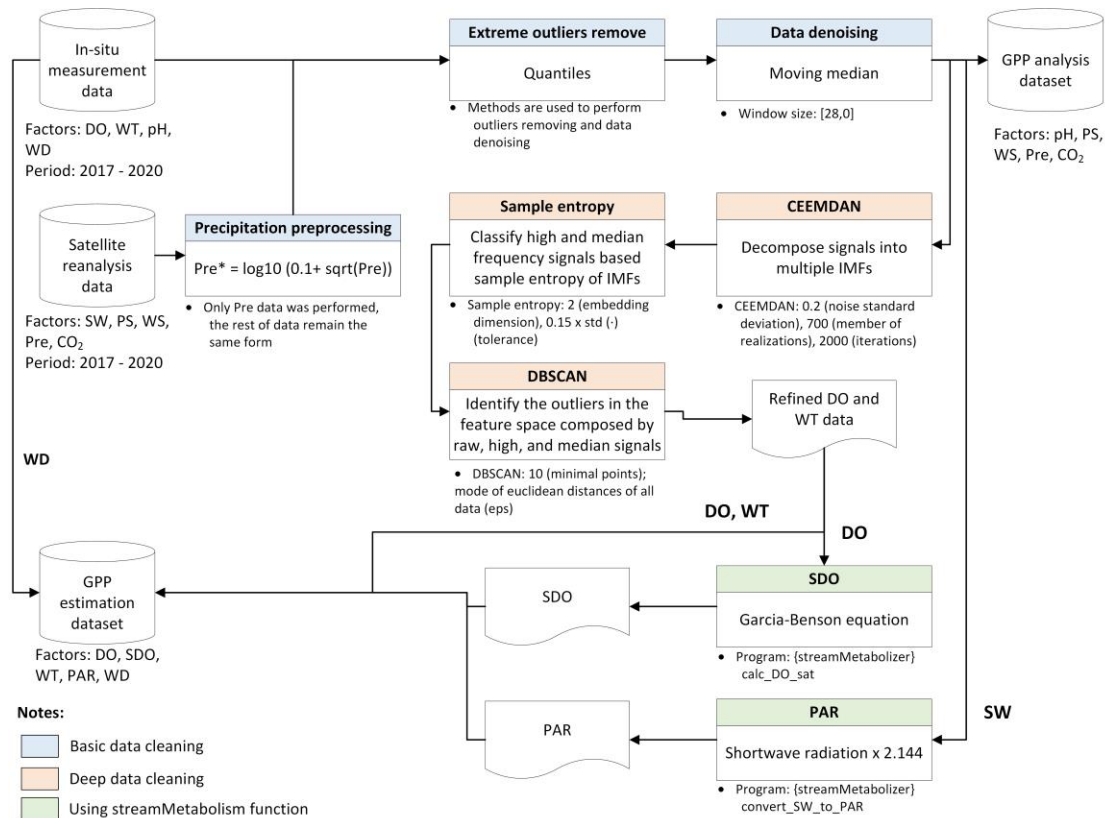 In-situ
measurement
data
Factors: DO, WT, pH,
WD
Period: 2017 - 2020
Extreme outliers remove
Quantiles
• Methods are used to perform
outliers removing and data
denoising
Data denoising
Moving median
• Window size: [28,0]
GPP analysis
dataset
Factors: pH, PS,
WS, Pre, CO₂
Satellite
reanalysis
data
Factors: SW, PS, WS,
Pre, CO₂
Period: 2017 - 2020
Precipitation preprocessing
Pre* = log10 (0.1+ sqrt(Pre))
• Only Pre data was performed,
the rest of data remain the
same form
Sample entropy
Classify high and median
frequency signals based
sample entropy of IMFs
• Sample entropy: 2 (embedding
dimension), 0.15 x std (·)
(tolerance)
CEEMDAN
Decompose signals into
multiple IMFs
• CEEMDAN: 0.2 (noise standard
deviation), 700 (member of
realizations), 2000 (iterations)
DBSCAN
Identify the outliers in the
feature space composed by
raw, high, and median signals
• DBSCAN: 10 (minimal points);
mode of euclidean distances of all
data (eps)
Refined DO and
WT data
WD
DO, WT
DO
GPP
estimation
dataset
Factors: DO, SDO,
WT, PAR, WD
SDO
SDO
Garcia-Benson equation
• Program: {streamMetabolizer}
calc_DO_sat
PAR
PAR
Shortwave radiation x 2.144
• Program: {streamMetabolizer}
convert_SW_to_PAR
SW
Notes:
Basic data cleaning
Deep data cleaning
Using streamMetabolism function